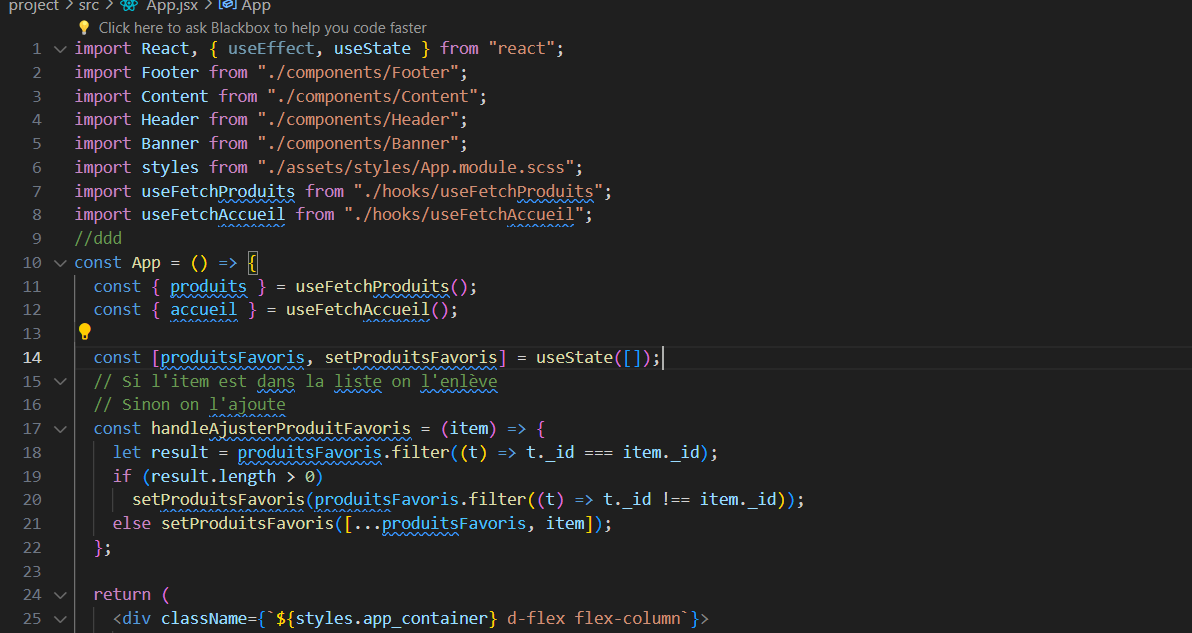 project > src > App.jsx > App
Click here to ask Blackbox to help you code faster
1 import React, { useEffect, useState } from "react";
2 import Footer from "./components/Footer";
3 import Content from "./components/Content";
4 import Header from "./components/Header";
5 import Banner from "./components/Banner";
6 import styles from "./assets/styles/App.module.scss";
7 import useFetchProduits from "./hooks/useFetchProduits";
8 import useFetchAccueil from "./hooks/useFetchAccueil";
9 //ddd
10 const App = () => {
11 const { produits } = useFetchProduits();
12 const { accueil } = useFetchAccueil();
13
14 const [produitsFavoris, setProduitsFavoris] = useState([]);
15 // Si l'item est dans la liste on l'enlève
16 // Sinon on l'ajoute
17 const handleAjusterProduitFavoris = (item) => {
18 let result = produitsFavoris.filter((t) => t._id === item._id);
19 if (result.length > 0)
20 setProduitsFavoris(produitsFavoris.filter((t) => t._id !== item._id));
21 else setProduitsFavoris([...produitsFavoris, item]);
22 };
23
24 return (
25 <div className={`${styles.app_container} d-flex flex-column`}>